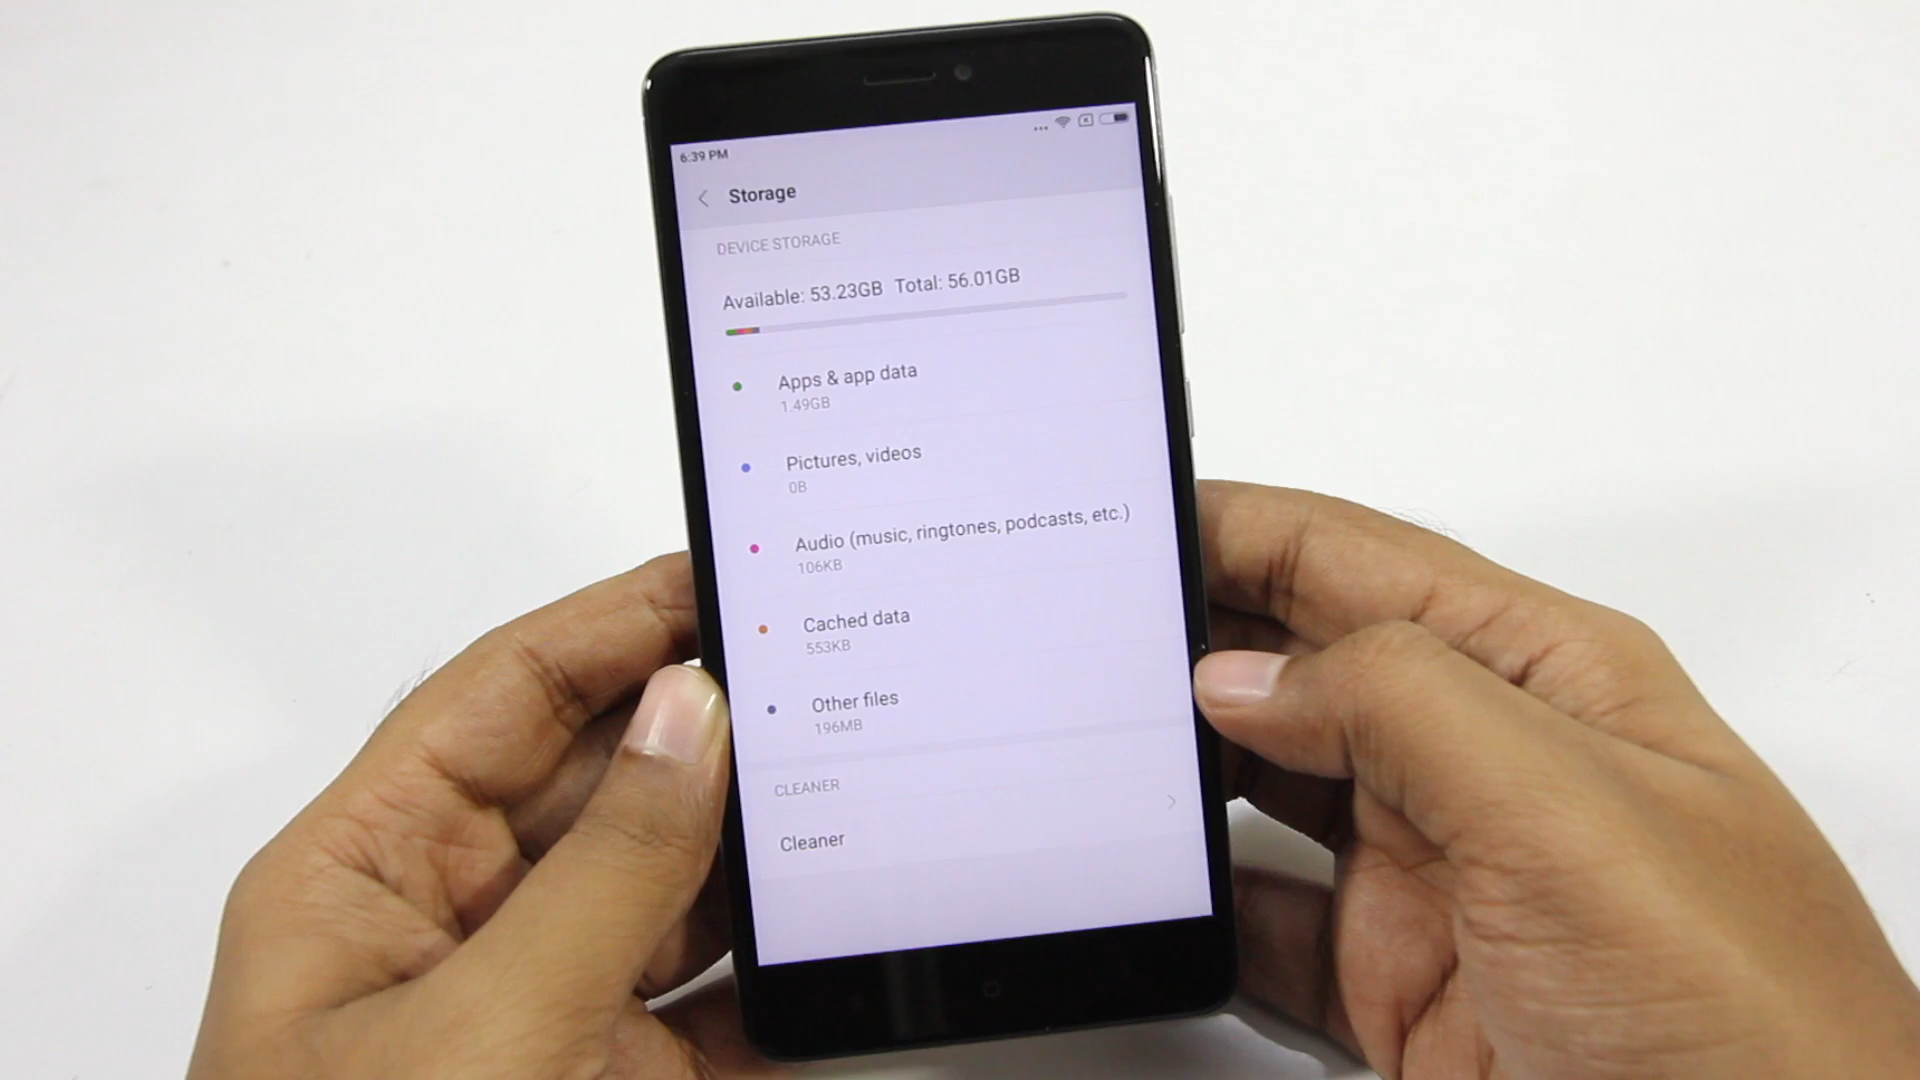 6:39 PM
Storage
DEVICE STORAGE
Available: 53.23GB Total: 56.01GB
Apps & app data
1.49GB
Pictures, videos
0B
Audio (music, ringtones, podcasts, etc.)
106KB
Cached data
553KB
Other files
196MB
CLEANER
Cleaner